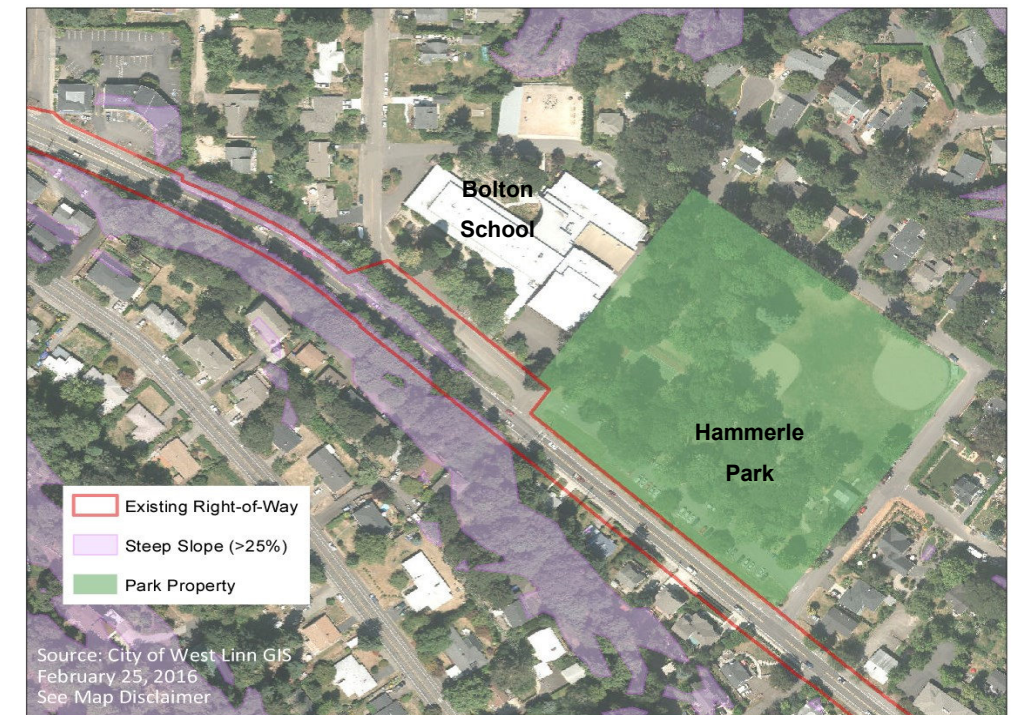 Bolton
School
Hammerle
Park
Existing Right-of-Way
Steep Slope (>25%)
Park Property
Source: City of West Linn GIS
February 25, 2016
See Map Disclaimer